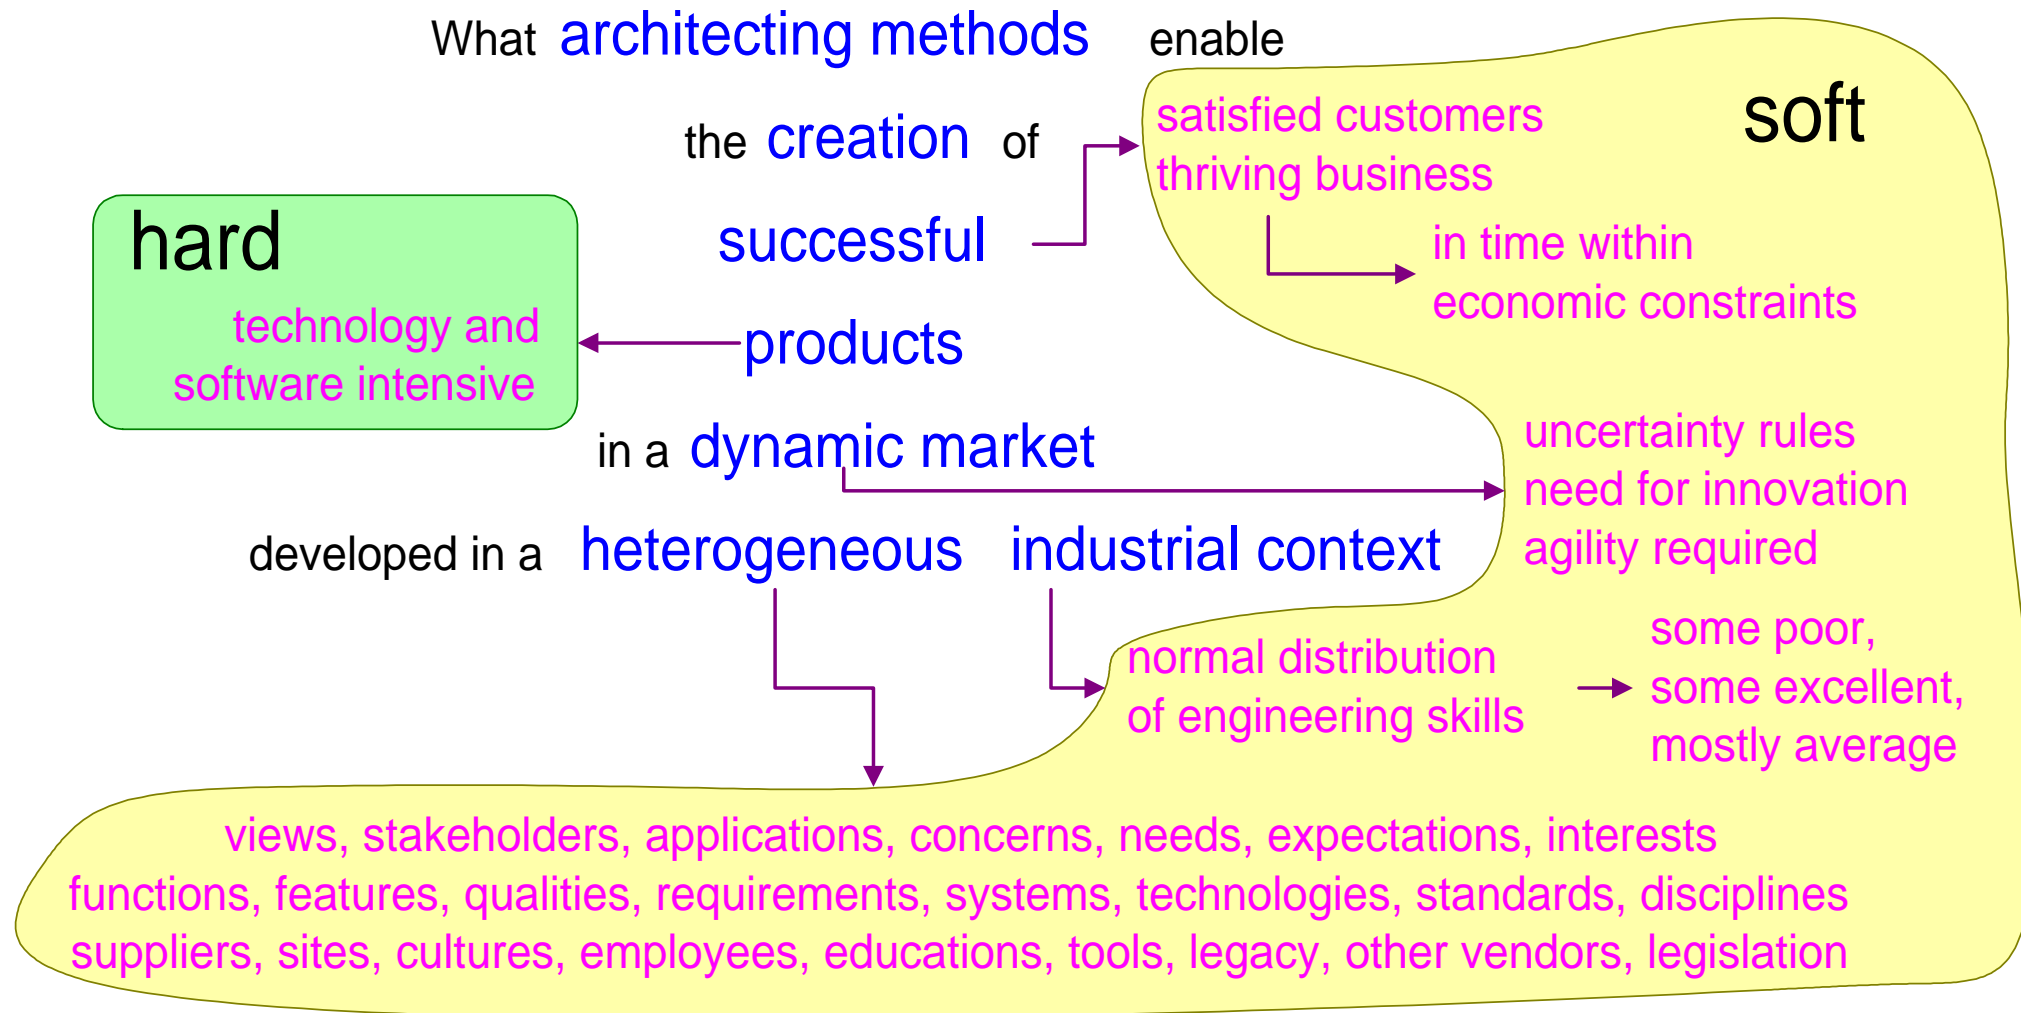 What architecting methods enable
the creation of
satisfied customers
thriving business
soft
hard
successful
in time within
economic constraints
technology and
software intensive
products
in a dynamic market
uncertainty rules
need for innovation
agility required
developed in a heterogeneous industrial context
normal distribution
of engineering skills
some poor,
some excellent,
mostly average
views, stakeholders, applications, concerns, needs, expectations, interests
functions, features, qualities, requirements, systems, technologies, standards, disciplines
suppliers, sites, cultures, employees, educations, tools, legacy, other vendors, legislation